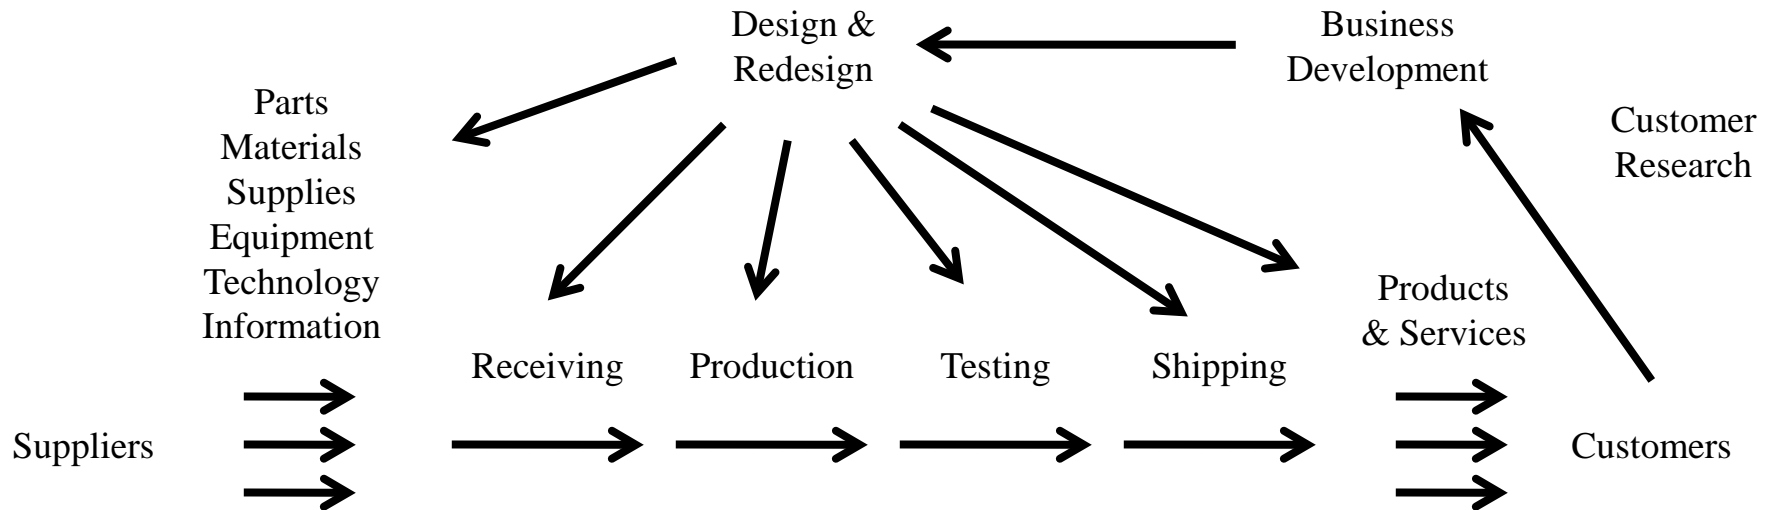 Design &
Redesign
Business
Development
Parts
Materials
Supplies
Equipment
Technology
Information
Customer
Research
Products
& Services
Receiving
Production
Testing
Shipping
Suppliers
Customers